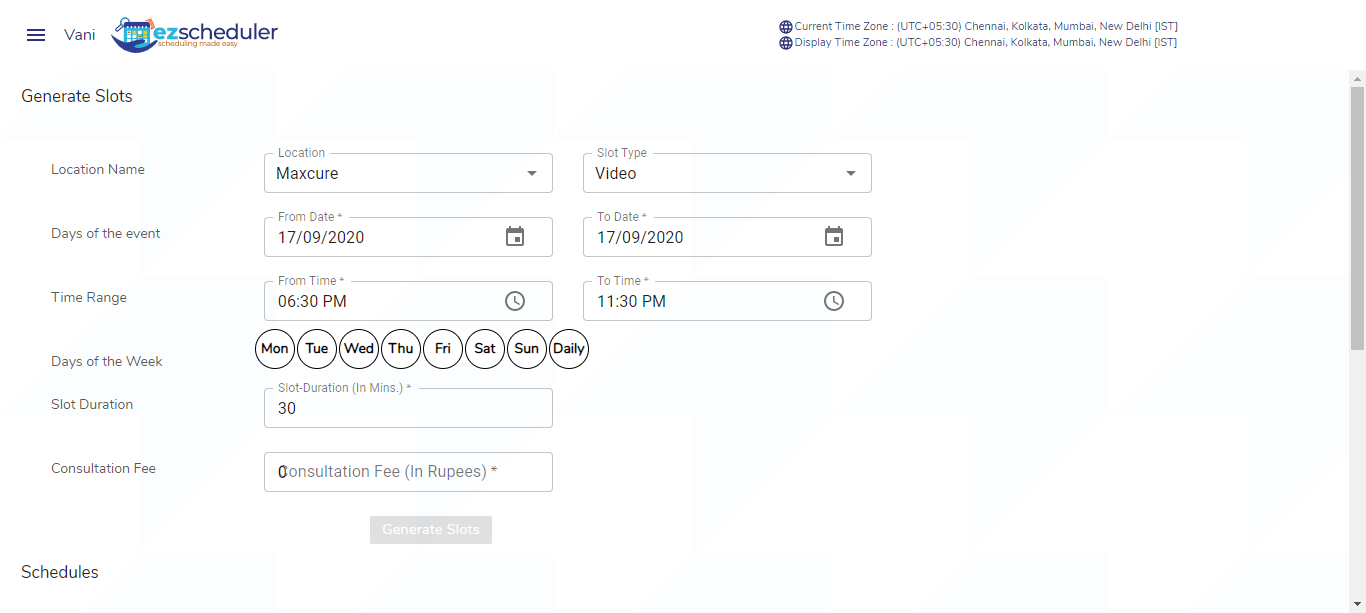 Vani
ezscheduler
scheduling made easy
Current Time Zone : (UTC+05:30) Chennai, Kolkata, Mumbai, New Delhi [IST]
Display Time Zone : (UTC+05:30) Chennai, Kolkata, Mumbai, New Delhi [IST]
Generate Slots
Location Name
Location
Maxcure
Slot Type
Video
Days of the event
From Date *
17/09/2020
To Date *
17/09/2020
Time Range
From Time *
06:30 PM
To Time *
11:30 PM
Days of the Week
Mon Tue Wed Thu Fri Sat Sun Daily
Slot Duration
Slot-Duration (In Mins.) *
30
Consultation Fee
0
Consultation Fee (In Rupees) *
Generate Slots
Schedules